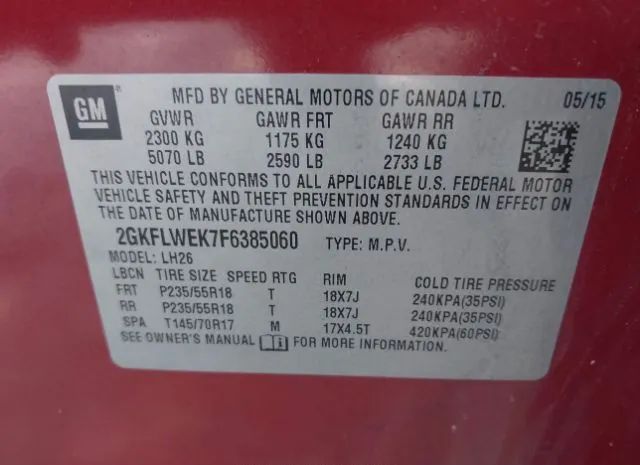 GM
MFD BY GENERAL MOTORS OF CANADA LTD. 05/15
GVWR GAWR FRT GAWR RR
2300 KG 1175 KG 1240 KG
5070 LB 2590 LB 2733 LB
THIS VEHICLE CONFORMS TO ALL APPLICABLE U.S. FEDERAL MOTOR
VEHICLE SAFETY AND THEFT PREVENTION STANDARDS IN EFFECT ON
THE DATE OF MANUFACTURE SHOWN ABOVE.
2GKFLWEK7F6385060 TYPE: M.P.V.
MODEL: LH26
LBCN TIRE SIZE SPEED RTG RIM COLD TIRE PRESSURE
FRT P235/55R18 T 18X7J 240KPA(35PSI)
RR P235/55R18 T 18X7J 240KPA(35PSI)
SPA T145/70R17 M 17X4.5T 420KPA(60PSI)
SEE OWNER'S MANUAL FOR MORE INFORMATION